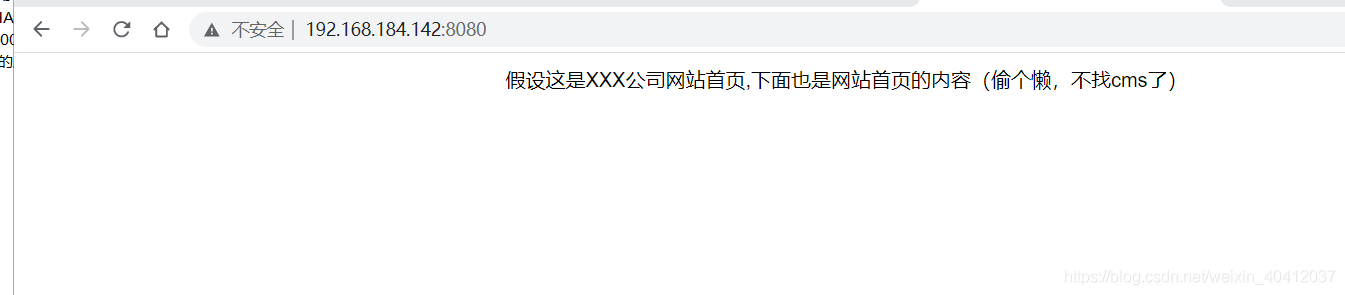 不安全 | 192.168.184.142:8080
假设这是XXX公司网站首页,下面也是网站首页的内容（偷个懒，不找cms了）
的
https://blog.csdn.net/weixin_40412037